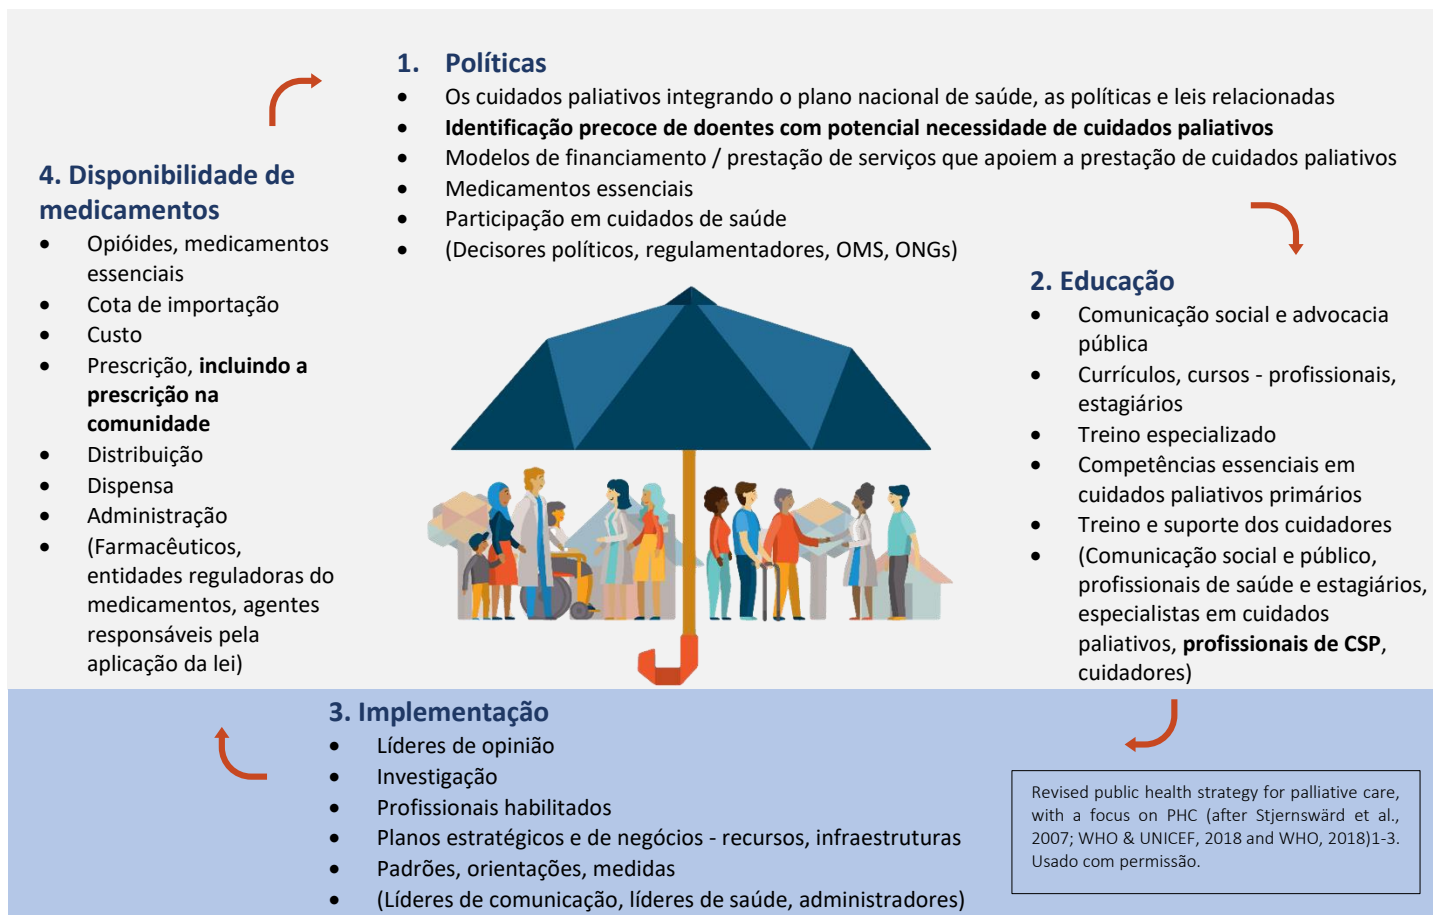 1. Políticas
• Os cuidados paliativos integrando o plano nacional de saúde, as políticas e leis relacionadas
• Identificação precoce de doentes com potencial necessidade de cuidados paliativos
• Modelos de financiamento / prestação de serviços que apoiem a prestação de cuidados paliativos
• Medicamentos essenciais
• Participação em cuidados de saúde
• (Decisores políticos, regulamentadores, OMS, ONGs)
2. Educação
• Comunicação social e advocacia
pública
• Currículos, cursos - profissionais,
estagiários
• Treino especializado
• Competências essenciais em
cuidados paliativos primários
• Treino e suporte dos cuidadores
• (Comunicação social e público,
profissionais de saúde e estagiários,
especialistas em cuidados
paliativos, profissionais de CSP,
cuidadores)
3. Implementação
• Líderes de opinião
• Investigação
• Profissionais habilitados
• Planos estratégicos e de negócios - recursos, infraestruturas
• Padrões, orientações, medidas
• (Líderes de comunicação, líderes de saúde, administradores)
4. Disponibilidade de
medicamentos
• Opióides, medicamentos
essenciais
• Cota de importação
• Custo
• Prescrição, incluindo a
prescrição na
comunidade
• Distribuição
• Dispensa
• Administração
• (Farmacêuticos,
entidades reguladoras do
medicamentos, agentes
responsáveis pela
aplicação da lei)
Revised public health strategy for palliative care,
with a focus on PHC (after Stjernswärd et al.,
2007; WHO & UNICEF, 2018 and WHO, 2018)1-3.
Usado com permissão.